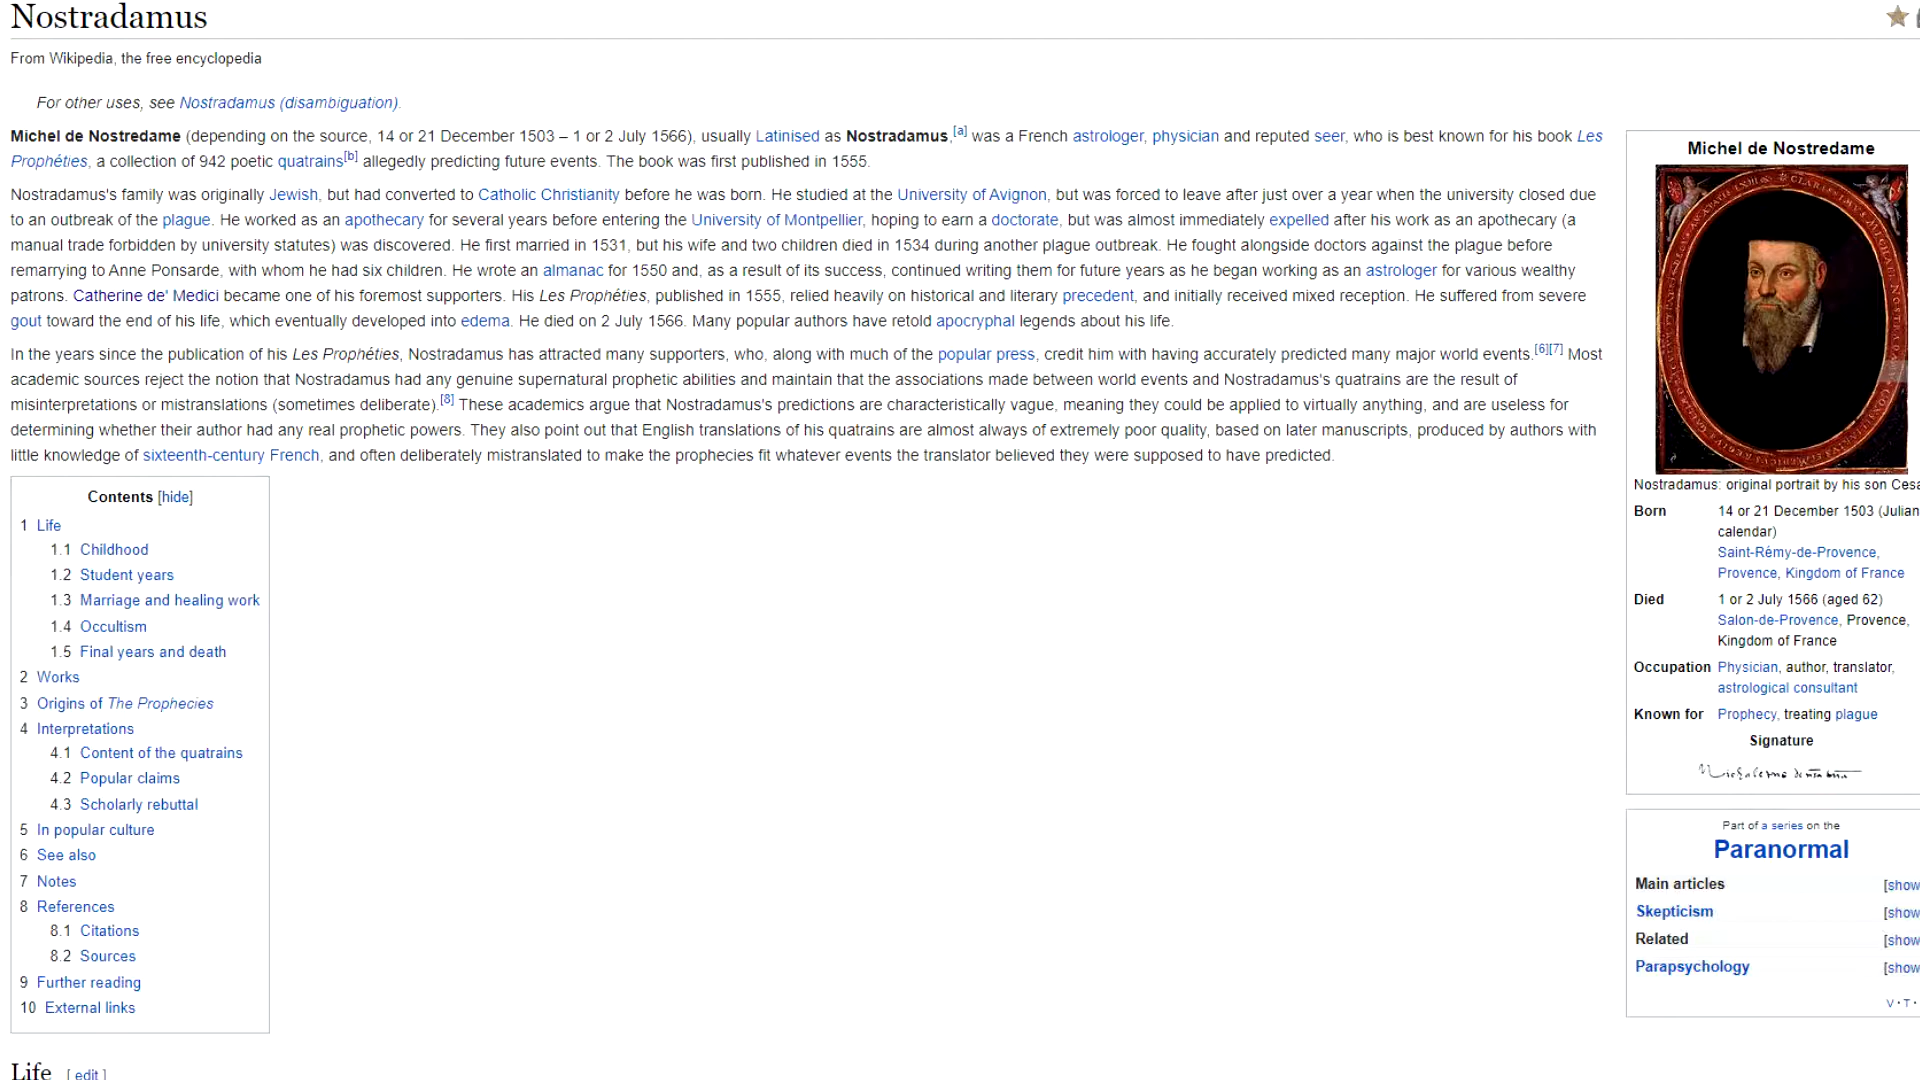 Nostradamus
From Wikipedia, the free encyclopedia
For other uses, see Nostradamus (disambiguation).
Michel de Nostredame (depending on the source, 14 or 21 December 1503 – 1 or 2 July 1566), usually Latinised as Nostradamus,[a] was a French astrologer, physician and reputed seer, who is best known for his book Les
Prophéties, a collection of 942 poetic quatrains[b] allegedly predicting future events. The book was first published in 1555.
Nostradamus's family was originally Jewish, but had converted to Catholic Christianity before he was born. He studied at the University of Avignon, but was forced to leave after just over a year when the university closed due
to an outbreak of the plague. He worked as an apothecary for several years before entering the University of Montpellier, hoping to earn a doctorate, but was almost immediately expelled after his work as an apothecary (a
manual trade forbidden by university statutes) was discovered. He first married in 1531, but his wife and two children died in 1534 during another plague outbreak. He fought alongside doctors against the plague before
remarrying to Anne Ponsarde, with whom he had six children. He wrote an almanac for 1550 and, as a result of its success, continued writing them for future years as he began working as an astrologer for various wealthy
patrons. Catherine de' Medici became one of his foremost supporters. His Les Prophéties, published in 1555, relied heavily on historical and literary precedent, and initially received mixed reception. He suffered from severe
gout toward the end of his life, which eventually developed into edema. He died on 2 July 1566. Many popular authors have retold apocryphal legends about his life.
In the years since the publication of his Les Prophéties, Nostradamus has attracted many supporters, who, along with much of the popular press, credit him with having accurately predicted many major world events.[6][7] Most
academic sources reject the notion that Nostradamus had any genuine supernatural prophetic abilities and maintain that the associations made between world events and Nostradamus's quatrains are the result of
misinterpretations or mistranslations (sometimes deliberate).[8] These academics argue that Nostradamus's predictions are characteristically vague, meaning they could be applied to virtually anything, and are useless for
determining whether their author had any real prophetic powers. They also point out that English translations of his quatrains are almost always of extremely poor quality, based on later manuscripts, produced by authors with
little knowledge of sixteenth-century French, and often deliberately mistranslated to make the prophecies fit whatever events the translator believed they were supposed to have predicted.
Contents [hide]
1 Life
1.1 Childhood
1.2 Student years
1.3 Marriage and healing work
1.4 Occultism
1.5 Final years and death
2 Works
3 Origins of The Prophecies
4 Interpretations
4.1 Content of the quatrains
4.2 Popular claims
4.3 Scholarly rebuttal
5 In popular culture
6 See also
7 Notes
8 References
8.1 Citations
8.2 Sources
9 Further reading
10 External links
Life [ edit ]
Michel de Nostredame
Nostradamus: original portrait by his son Cesa
Born 14 or 21 December 1503 (Julian
calendar)
Saint-Rémy-de-Provence,
Provence, Kingdom of France
Died 1 or 2 July 1566 (aged 62)
Salon-de-Provence, Provence,
Kingdom of France
Occupation Physician, author, translator,
astrological consultant
Known for Prophecy, treating plague
Signature
Part of a series on the
Paranormal
Main articles [show
Skepticism [show
Related [show
Parapsychology [show
V · T ·